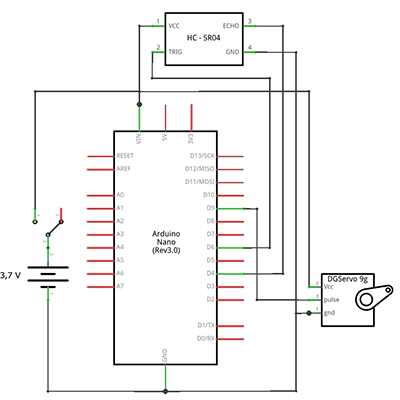 1 VCC ECHO 3
HC - SR04
2 TRIG GND 4
VIN 5V 3V3
RESET D13/SCK
AREF D12/MISO
D11/MOSI
A0 D10
A1 D9
A2 D8
A3 Arduino D7
A4 Nano D6
A5 (Rev3.0) D5
A6 D4
A7 D3
D2
D1/TX
D0/RX
GND
3,7 V
DGServo 9g
Vcc
pulse
gnd